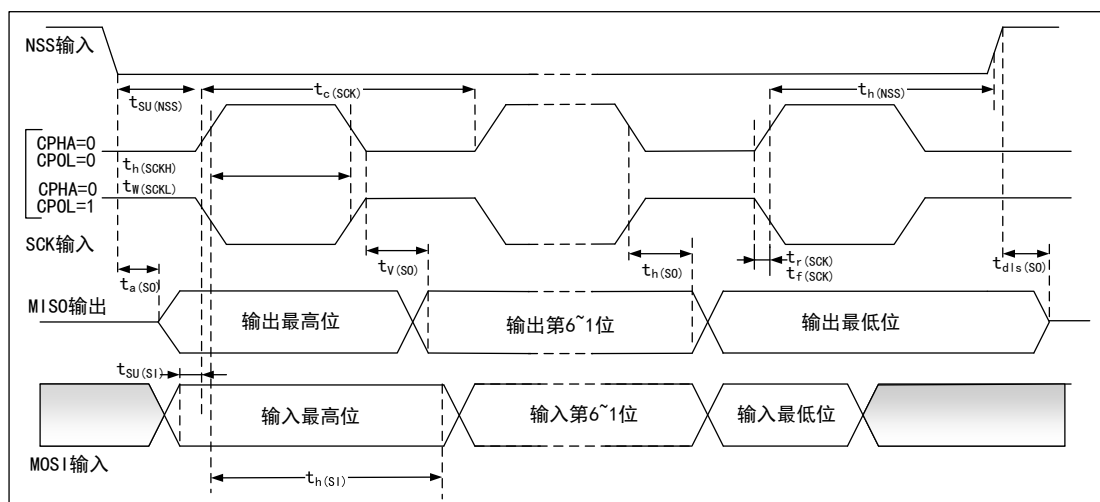 NSS输入
tSU(NSS)
tc(SCK)
th(NSS)
CPHA=0
CPOL=0
th(SCKH)
CPHA=0
CPOL=1
tW(SCKL)
SCK输入
ta(SO)
tV(SO)
th(SO)
tr(SCK)
tf(SCK)
tdls(SO)
MISO输出
输出最高位
输出第6~1位
输出最低位
tSU(SI)
输入最高位
输入第6~1位
输入最低位
MOSI输入
th(SI)